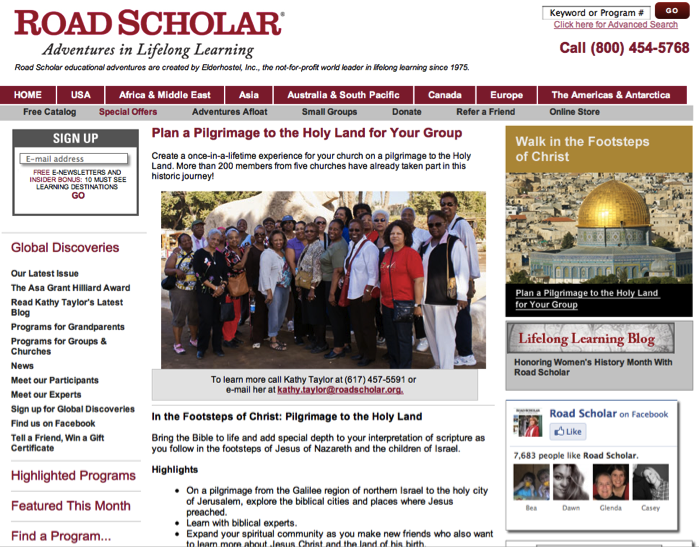 ROAD SCHOLAR®
Adventures in Lifelong Learning
Road Scholar educational adventures are created by Elderhostel, Inc., the not-for-profit world leader in lifelong learning since 1975.
Keyword or Program #
GO
Click here for Advanced Search
Call (800) 454-5768
HOME USA Africa & Middle East Asia Australia & South Pacific Canada Europe The Americas & Antarctica
Free Catalog Special Offers Adventures Afloat Small Groups Donate Refer a Friend Online Store
SIGN UP
E-mail address
FREE E-NEWSLETTERS AND
INSIDER BONUS: 10 MUST SEE
LEARNING DESTINATIONS
GO
Global Discoveries
Our Latest Issue
The Asa Grant Hilliard Award
Read Kathy Taylor's Latest
Blog
Programs for Grandparents
Programs for Groups &
Churches
News
Meet our Participants
Meet our Experts
Sign up for Global Discoveries
Find us on Facebook
Tell a Friend, Win a Gift
Certificate
Highlighted Programs
Featured This Month
Find a Program...
Plan a Pilgrimage to the Holy Land for Your Group
Create a once-in-a-lifetime experience for your church on a pilgrimage to the Holy
Land. More than 200 members from five churches have already taken part in this
historic journey!
To learn more call Kathy Taylor at (617) 457-5591 or
e-mail her at kathy.taylor@roadscholar.org.
In the Footsteps of Christ: Pilgrimage to the Holy Land
Bring the Bible to life and add special depth to your interpretation of scripture as
you follow in the footsteps of Jesus of Nazareth and the children of Israel.
Highlights
• On a pilgrimage from the Galilee region of northern Israel to the holy city
of Jerusalem, explore the biblical cities and places where Jesus
preached.
• Learn with biblical experts.
• Expand your spiritual community as you make new friends who also want
to learn more about Jesus Christ and the land of his birth.
Walk in the Footsteps
of Christ
Plan a Pilgrimage to the Holy Land
for Your Group
Lifelong Learning Blog
Honoring Women's History Month With
Road Scholar
Road Scholar on Facebook
Like
7,683 people like Road Scholar.
Bea Dawn Glenda Casey